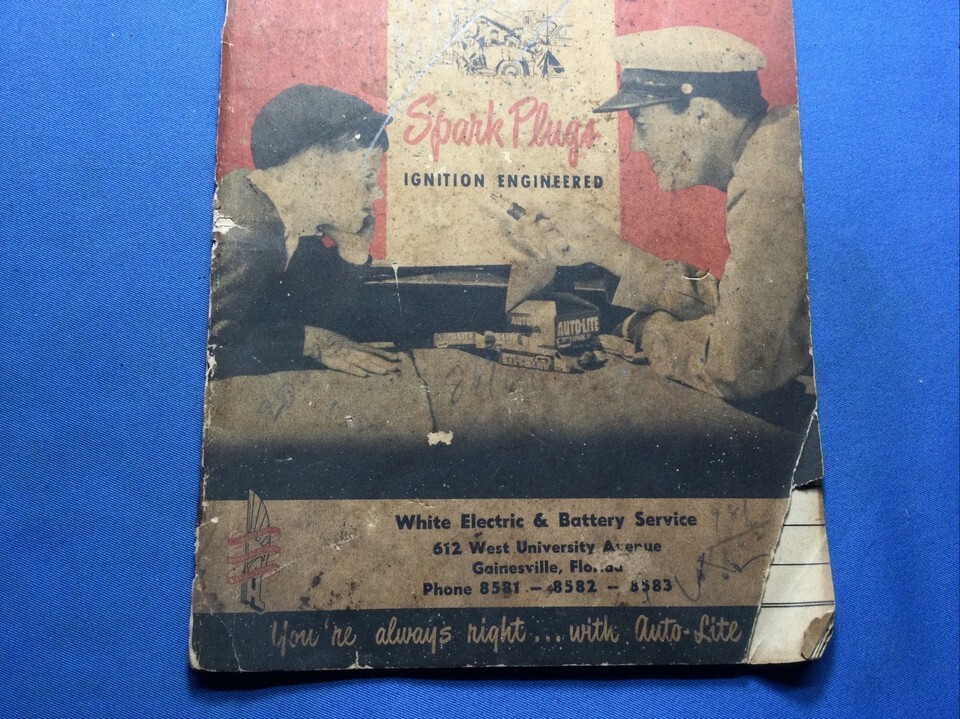 Spark Plugs
IGNITION ENGINEERED
AUTO-LITE
White Electric & Battery Service
612 West University Avenue
Gainesville, Florida
Phone 8581 – 8582 – 8583
You're always right ... with Auto-Lite